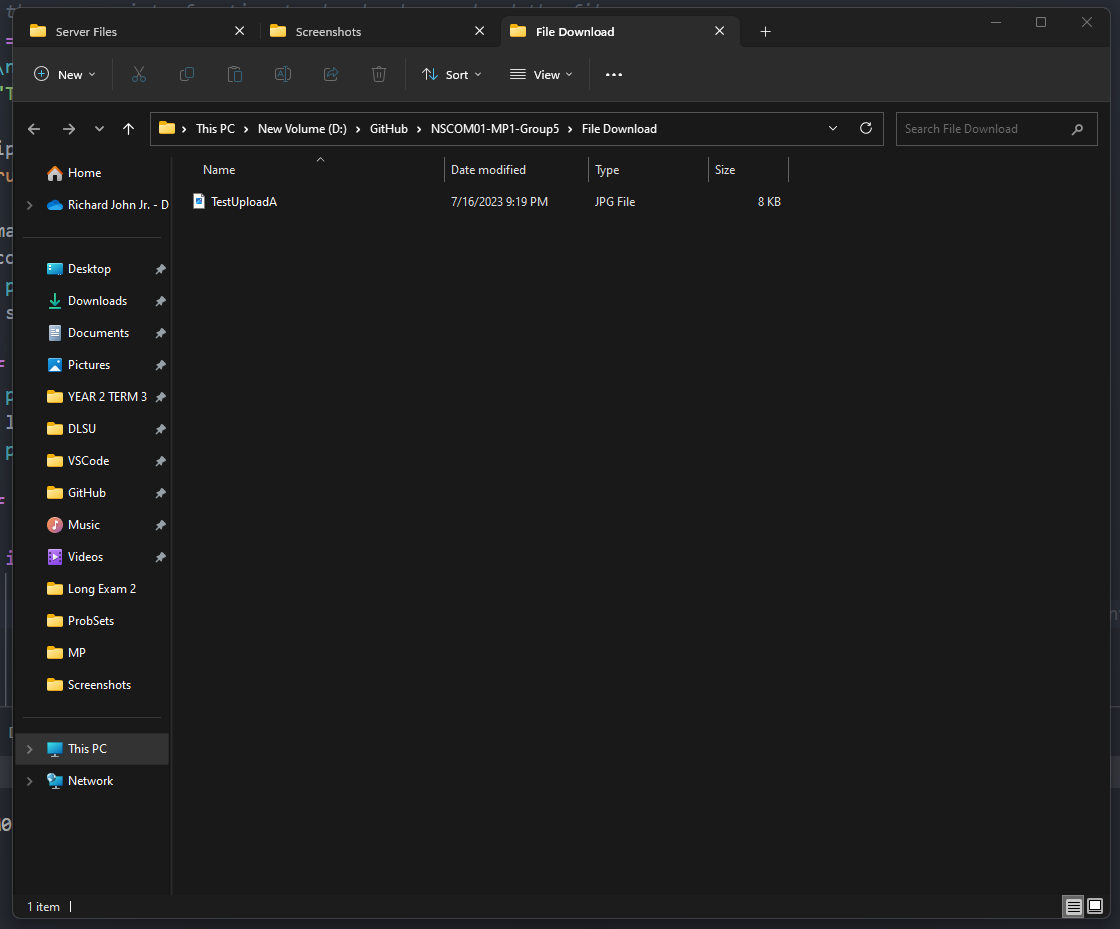 Server Files
Screenshots
File Download
New
Sort
View
This PC
New Volume (D:)
GitHub
NSCOM01-MP1-Group5
File Download
Search File Download
Name
Date modified
Type
Size
TestUploadA
7/16/2023 9:19 PM
JPG File
8 KB
Home
Richard John Jr. - D
Desktop
Downloads
Documents
Pictures
YEAR 2 TERM 3
DLSU
VSCode
GitHub
Music
Videos
Long Exam 2
ProbSets
MP
Screenshots
This PC
Network
1 item